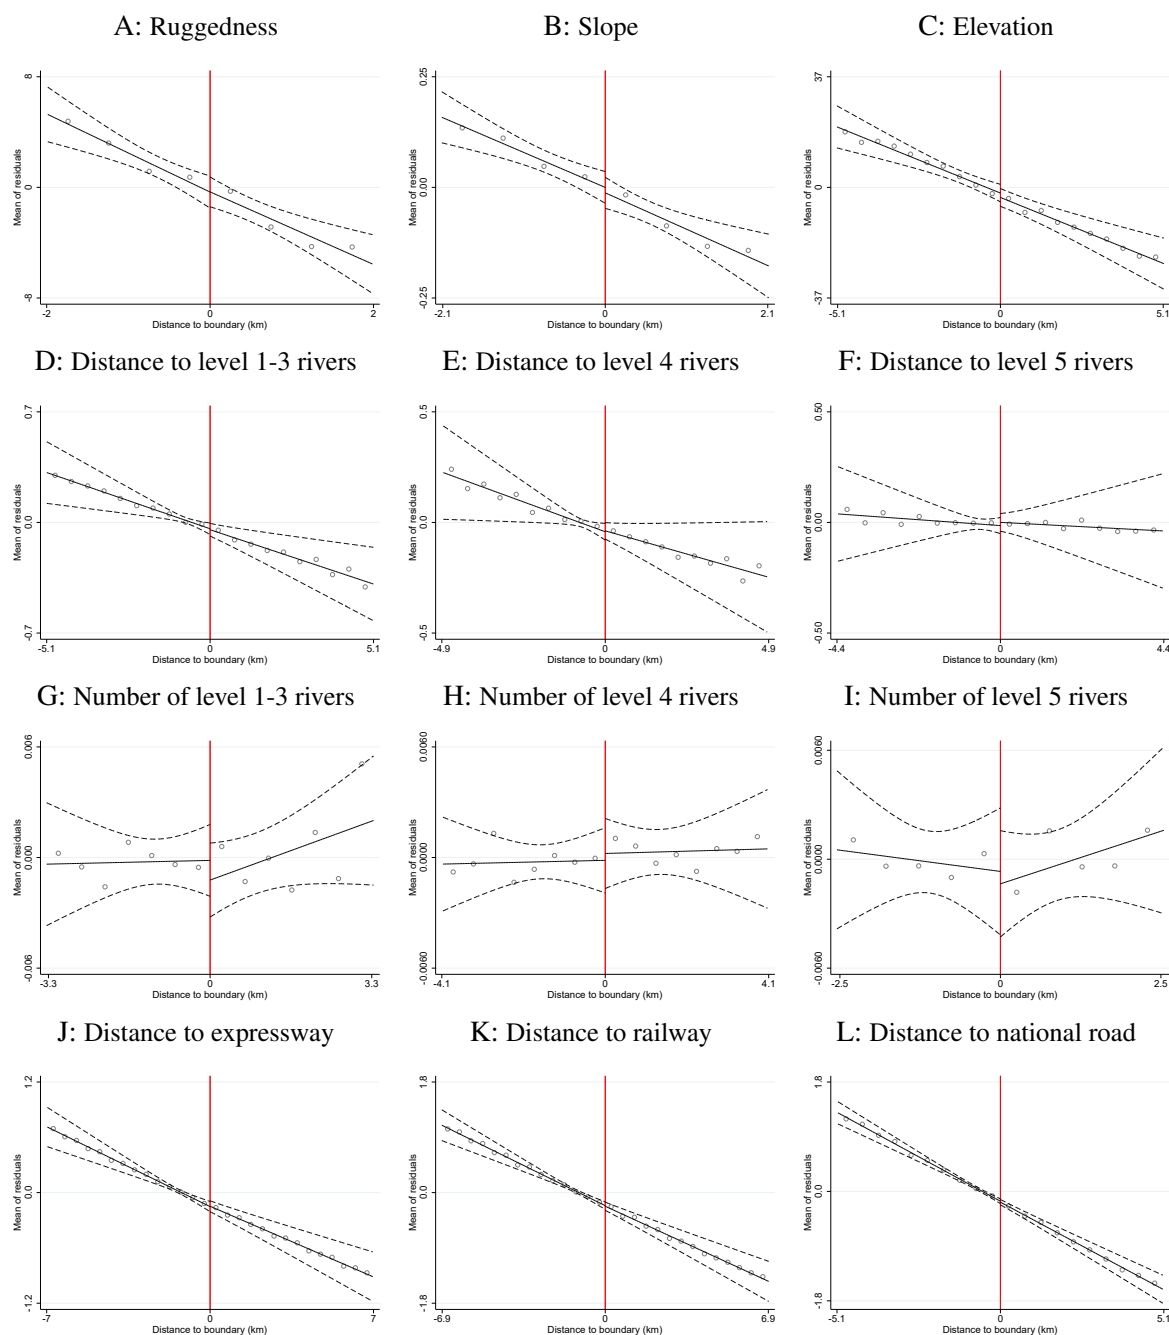 A: Ruggedness
B: Slope
C: Elevation
Mean of residuals
8
0
-8
-2
0
2
Distance to boundary (km)
Mean of residuals
0.25
0.00
-0.25
-2.1
0
2.1
Distance to boundary (km)
Mean of residuals
37
0
-37
-5.1
0
5.1
Distance to boundary (km)
D: Distance to level 1-3 rivers
E: Distance to level 4 rivers
F: Distance to level 5 rivers
Mean of residuals
0.7
0.0
-0.7
-5.1
0
5.1
Distance to boundary (km)
Mean of residuals
0.5
0.0
-0.5
-4.9
0
4.9
Distance to boundary (km)
Mean of residuals
0.50
0.00
-0.50
-4.4
0
4.4
Distance to boundary (km)
G: Number of level 1-3 rivers
H: Number of level 4 rivers
I: Number of level 5 rivers
Mean of residuals
0.006
0.000
-0.006
-3.3
0
3.3
Distance to boundary (km)
Mean of residuals
0.0060
0.0000
-0.0060
-4.1
0
4.1
Distance to boundary (km)
Mean of residuals
0.0060
0.0000
-0.0060
-2.5
0
2.5
Distance to boundary (km)
J: Distance to expressway
K: Distance to railway
L: Distance to national road
Mean of residuals
1.2
0.0
-1.2
-7
0
7
Distance to boundary (km)
Mean of residuals
1.8
0.0
-1.8
-6.9
0
6.9
Distance to boundary (km)
Mean of residuals
1.8
0.0
-1.8
-5.1
0
5.1
Distance to boundary (km)